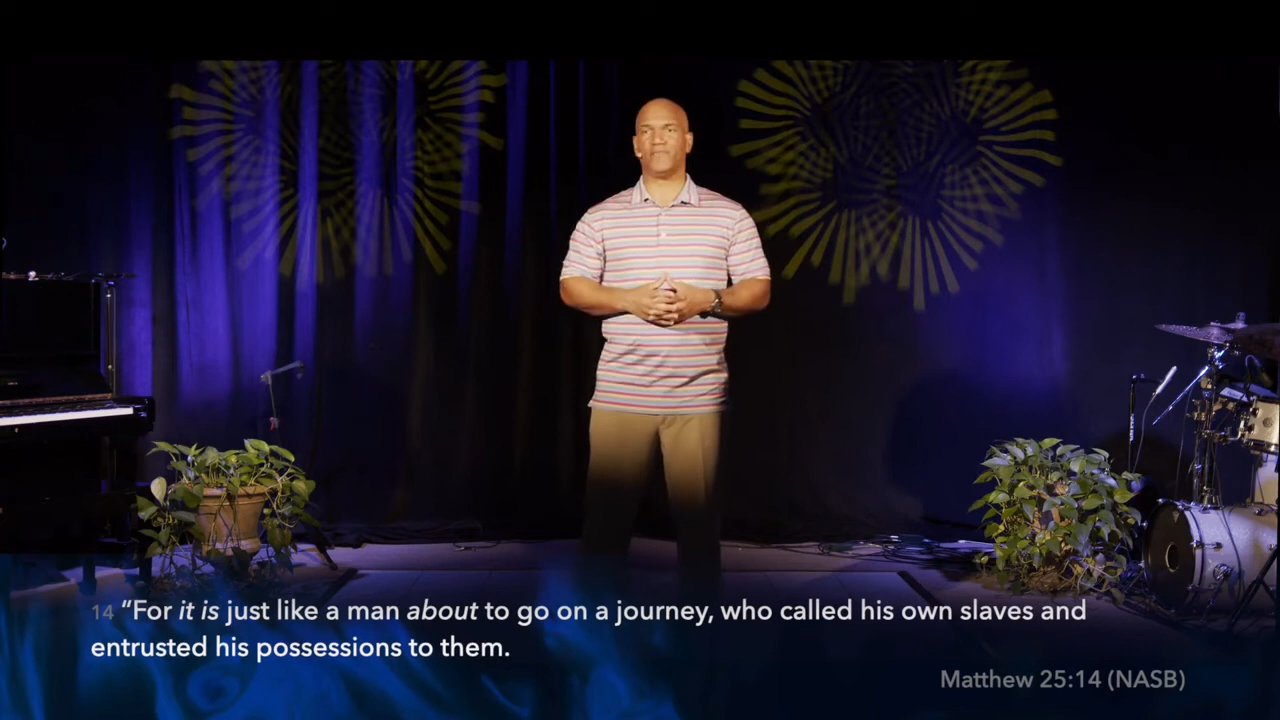 14 “For it is just like a man about to go on a journey, who called his own slaves and
entrusted his possessions to them.
Matthew 25:14 (NASB)